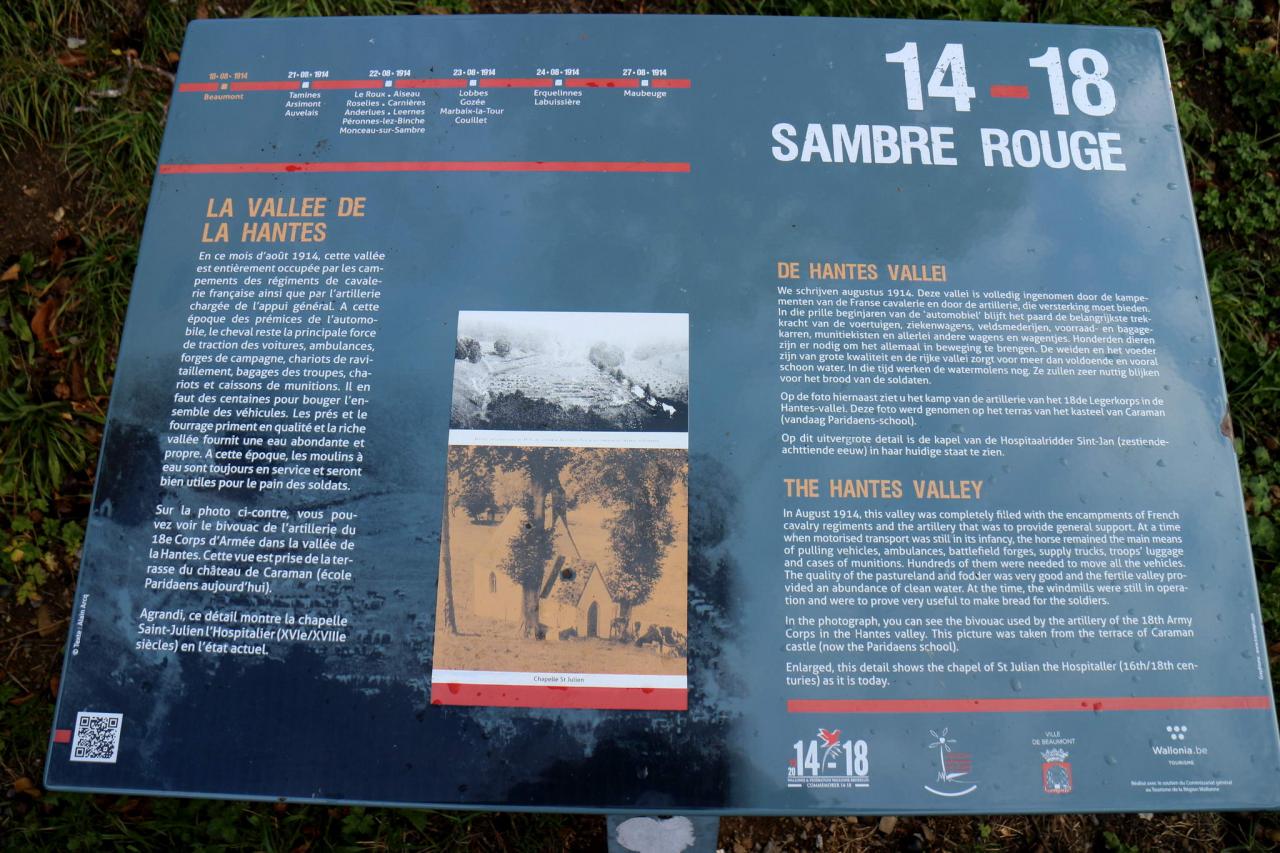 18•08•1914
Beaumont
21•08•1914
Tamines
Arsimont
Auvelais
22•08•1914
Le Roux • Aiseau
Roselies • Carnières
Anderlues • Leernes
Péronnes-lez-Binche
Monceau-sur-Sambre
23•08•1914
Lobbes
Gozée
Marbaix-la-Tour
Couillet
24•08•1914
Erquelinnes
Labuissière
27•08•1914
Maubeuge
14-18
SAMBRE ROUGE
LA VALLEE DE
LA HANTES
En ce mois d'août 1914, cette vallée
est entièrement occupée par les cam-
pements des régiments de cavale-
rie française ainsi que par l'artillerie
chargée de l'appui général. A cette
époque des prémices de l'automo-
bile, le cheval reste la principale force
de traction des voitures, ambulances,
forges de campagne, chariots de ravi-
taillement, bagages des troupes, cha-
riots et caissons de munitions. Il en
faut des centaines pour bouger l'en-
semble des véhicules. Les prés et le
fourrage priment en qualité et la riche
vallée fournit une eau abondante et
propre. A cette époque, les moulins à
eau sont toujours en service et seront
bien utiles pour le pain des soldats.
Sur la photo ci-contre, vous pou-
vez voir le bivouac de l'artillerie du
18e Corps d'Armée dans la vallée de
la Hantes. Cette vue est prise de la ter-
rasse du château de Caraman (école
Paridaens aujourd'hui).
Agrandi, ce détail montre la chapelle
Saint-Julien l'Hospitalier (XVIe/XVIIIe
siècles) en l'état actuel.
© Texte : Alain Arcq
Chapelle St Julien
DE HANTES VALLEI
We schrijven augustus 1914. Deze vallei is volledig ingenomen door de kampe-
menten van de Franse cavalerie en door de artillerie, die versterking moet bieden.
In die prille beginjaren van de 'automobiel' blijft het paard de belangrijkste trek-
kracht van de voertuigen, ziekenwagens, veldsmederijen, voorraad- en bagage-
karren, munitiekisten en allerlei andere wagens en wagentjes. Honderden dieren
zijn er nodig om het allemaal in beweging te brengen. De weiden en het voeder
zijn van grote kwaliteit en de rijke vallei zorgt voor meer dan voldoende en vooral
schoon water. In die tijd werken de watermolens nog. Ze zullen zeer nuttig blijken
voor het brood van de soldaten.
Op de foto hiernaast ziet u het kamp van de artillerie van het 18de Legerkorps in de
Hantes-vallei. Deze foto werd genomen op het terras van het kasteel van Caraman
(vandaag Paridaens-school).
Op dit uitvergrote detail is de kapel van de Hospitaalridder Sint-Jan (zestiende-
achttiende eeuw) in haar huidige staat te zien.
THE HANTES VALLEY
In August 1914, this valley was completely filled with the encampments of French
cavalry regiments and the artillery that was to provide general support. At a time
when motorised transport was still in its infancy, the horse remained the main means
of pulling vehicles, ambulances, battlefield forges, supply trucks, troops' luggage
and cases of munitions. Hundreds of them were needed to move all the vehicles.
The quality of the pastureland and fodder was very good and the fertile valley pro-
vided an abundance of clean water. At the time, the windmills were still in opera-
tion and were to prove very useful to make bread for the soldiers.
In the photograph, you can see the bivouac used by the artillery of the 18th Army
Corps in the Hantes valley. This picture was taken from the terrace of Caraman
castle (now the Paridaens school).
Enlarged, this detail shows the chapel of St Julian the Hospitaller (16th/18th cen-
turies) as it is today.
20 14-18
WALLONIE & FEDERATION WALLONIE BRUXELLES
COMMEMORER 14-18
VILLE
DE BEAUMONT
Wallonia.be
TOURISME
Réalisé avec le soutien du Commissariat général
au Tourisme de la Région Wallonne